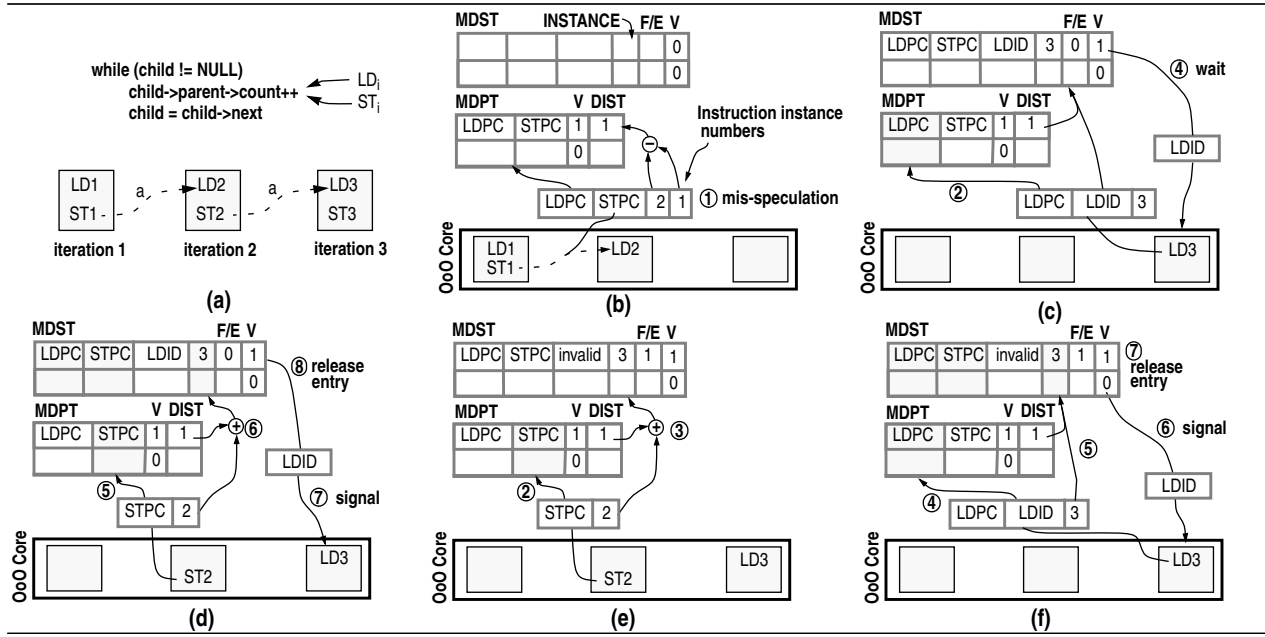 while (child != NULL)
child->parent->count++
child = child->next
LDi
STi
LD1
ST1
a
LD2
ST2
a
LD3
ST3
iteration 1
iteration 2
iteration 3
(a)
MDST INSTANCE F/E V
0
0
MDPT V DIST
LDPC STPC 1 1
0
−
Instruction instance
numbers
LDPC STPC 2 1
① mis-speculation
OoO Core
LD1
ST1
LD2
(b)
MDST F/E V
LDPC STPC LDID 3 0 1
0
④ wait
MDPT V DIST
LDPC STPC 1 1
0
LDID
②
LDPC LDID 3
OoO Core
LD3
(c)
MDST F/E V
LDPC STPC LDID 3 0 1
0
⑧ release
entry
MDPT V DIST
LDPC STPC 1 1
0
+ ⑥
LDID
⑤
⑦ signal
STPC 2
OoO Core
ST2
LD3
(d)
MDST F/E V
LDPC STPC invalid 3 1 1
0
MDPT V DIST
LDPC STPC 1 1
0
+ ③
②
STPC 2
OoO Core
ST2
LD3
(e)
MDST F/E V
LDPC STPC invalid 3 1 1
0
⑦
release
entry
MDPT V DIST
LDPC STPC 1 1
0
⑤
⑥ signal
④
LDID
LDPC LDID 3
OoO Core
LD3
(f)